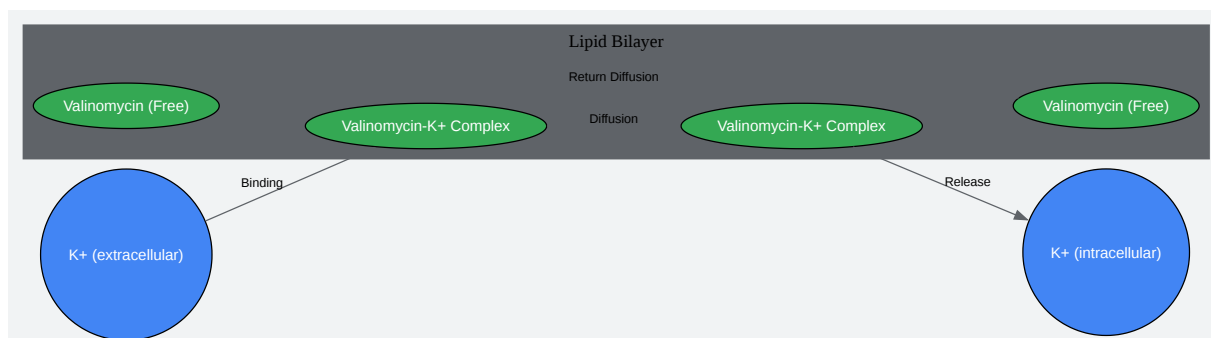 Lipid Bilayer
Return Diffusion
Valinomycin (Free)
Valinomycin (Free)
Valinomycin-K+ Complex
Diffusion
Valinomycin-K+ Complex
Binding
Release
K+ (extracellular)
K+ (intracellular)